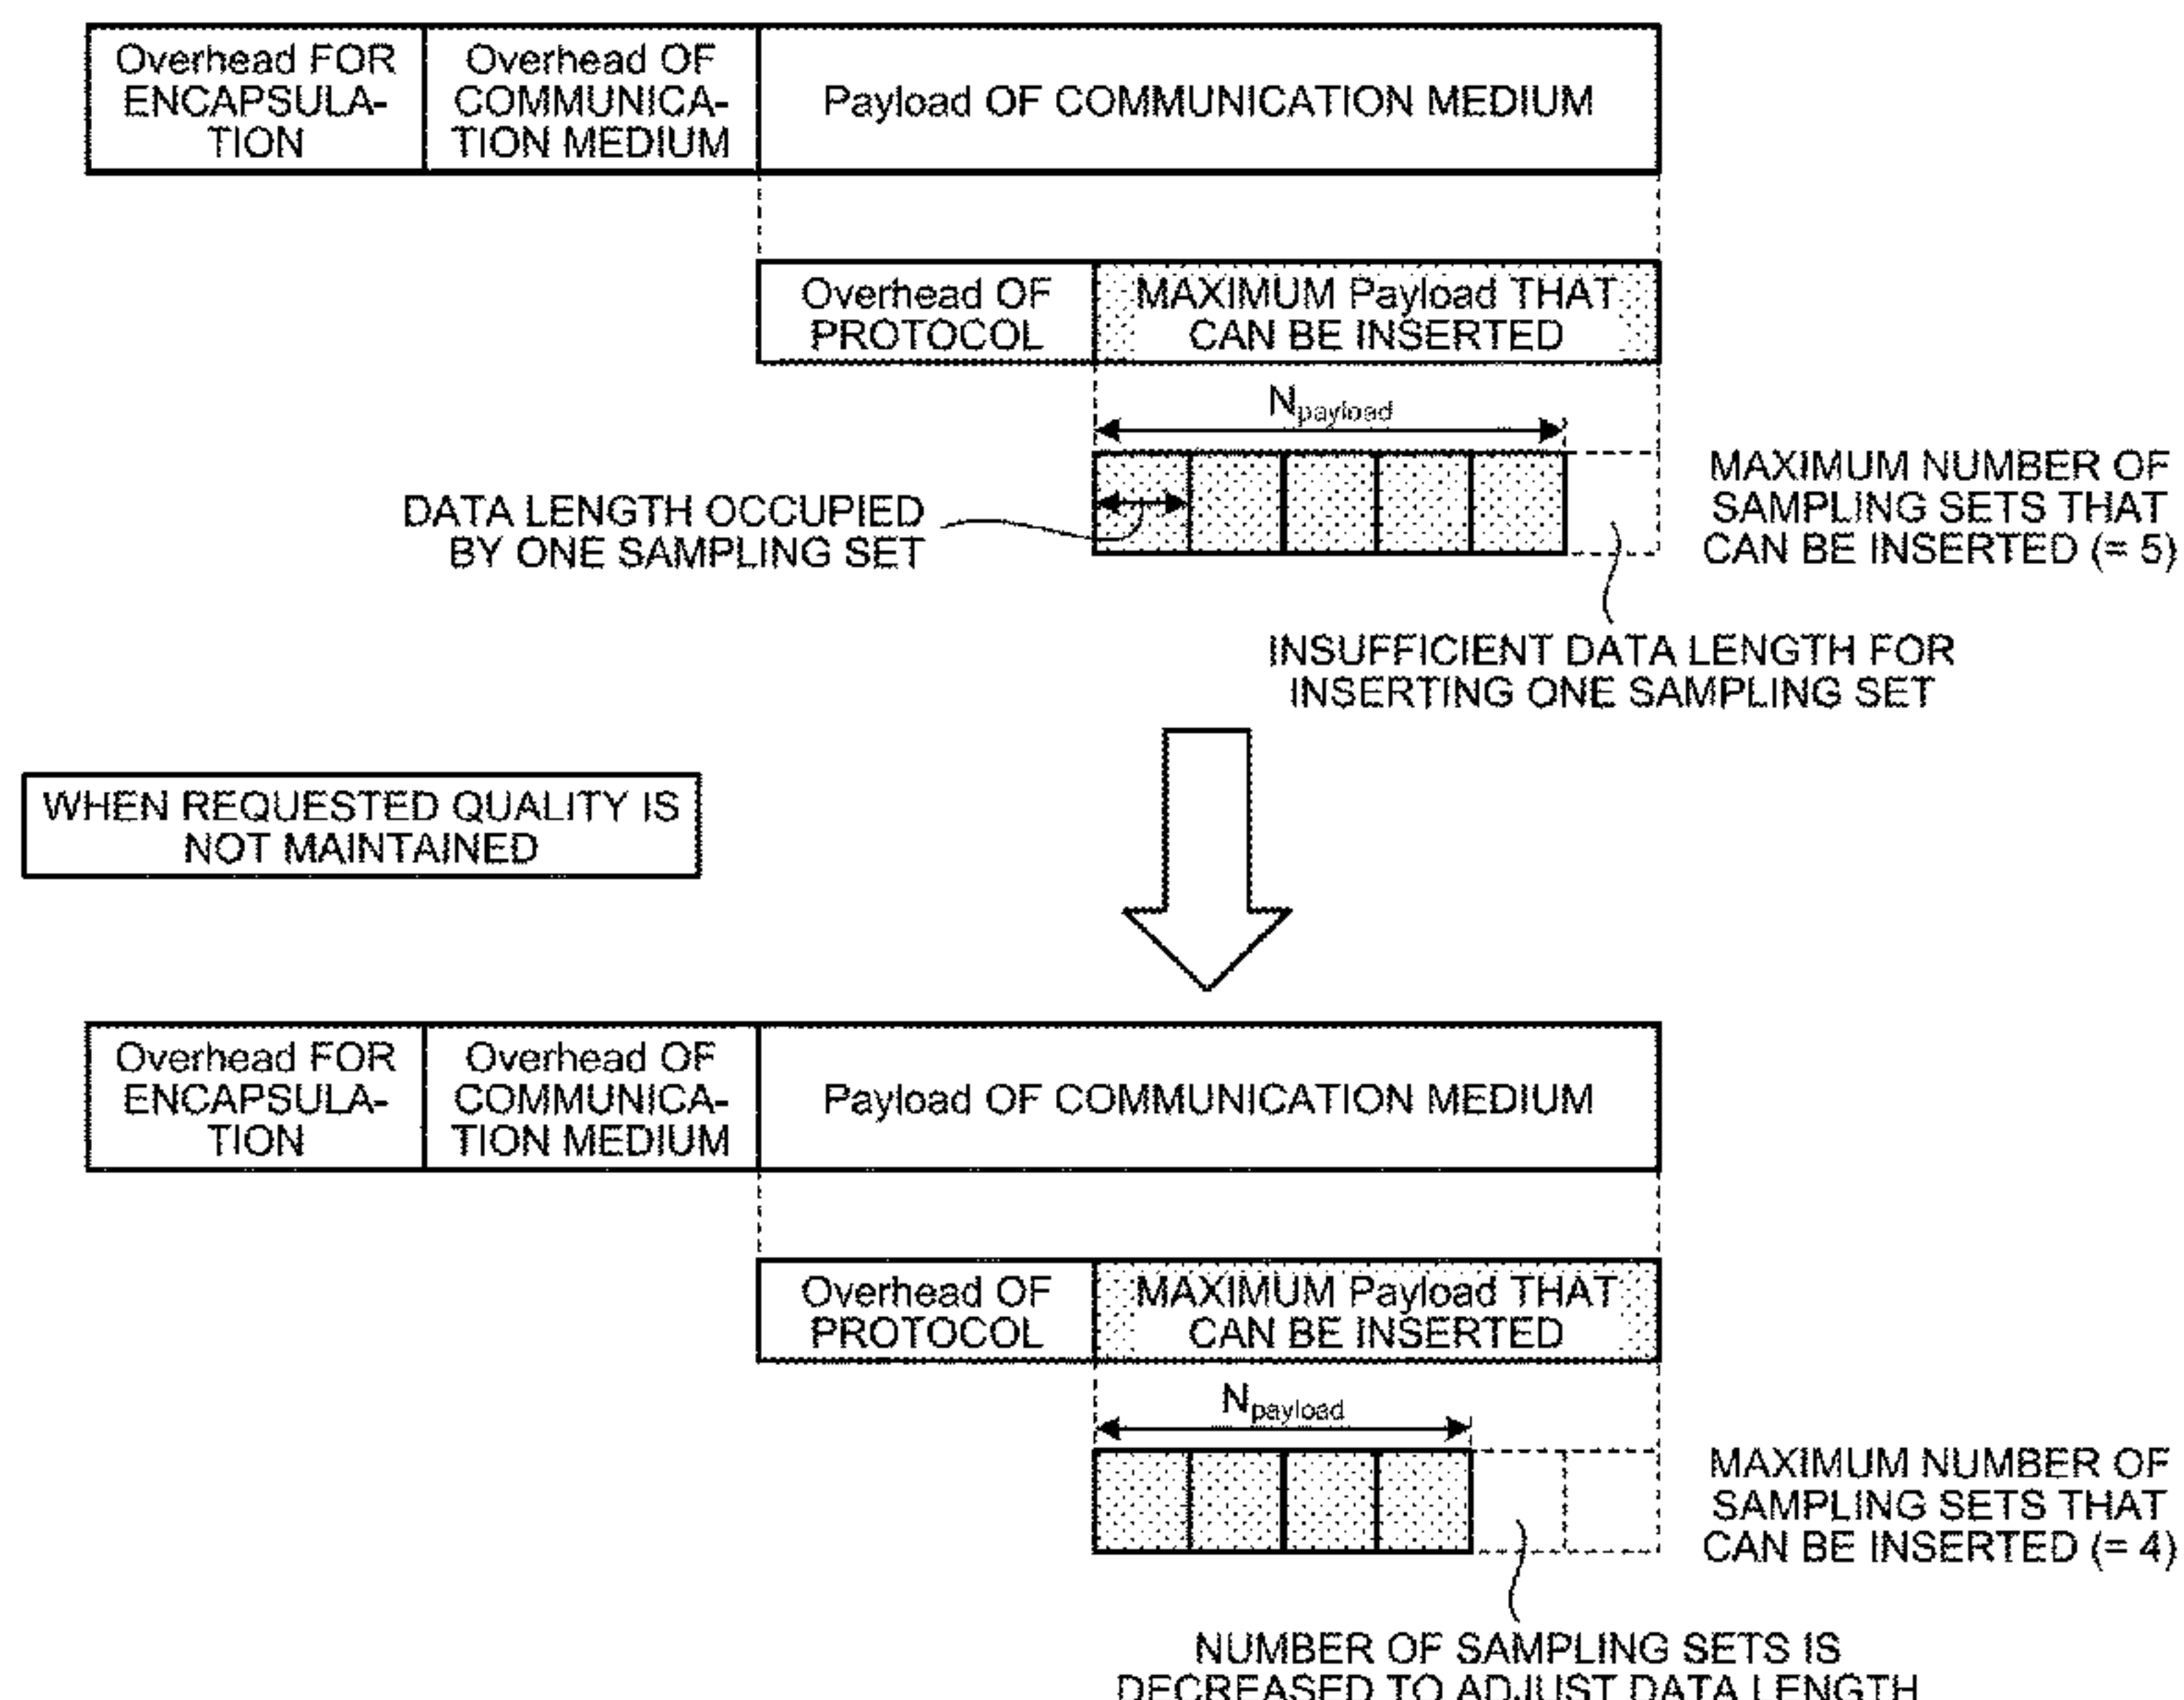 Overhead FOR
ENCAPSULA-
TION
Overhead OF
COMMUNICA-
TION MEDIUM
Payload OF COMMUNICATION MEDIUM
Overhead OF
PROTOCOL
MAXIMUM Payload THAT
CAN BE INSERTED
Npayload
DATA LENGTH OCCUPIED
BY ONE SAMPLING SET
MAXIMUM NUMBER OF
SAMPLING SETS THAT
CAN BE INSERTED (= 5)
INSUFFICIENT DATA LENGTH FOR
INSERTING ONE SAMPLING SET
WHEN REQUESTED QUALITY IS
NOT MAINTAINED
Overhead FOR
ENCAPSULA-
TION
Overhead OF
COMMUNICA-
TION MEDIUM
Payload OF COMMUNICATION MEDIUM
Overhead OF
PROTOCOL
MAXIMUM Payload THAT
CAN BE INSERTED
Npayload
MAXIMUM NUMBER OF
SAMPLING SETS THAT
CAN BE INSERTED (= 4)
NUMBER OF SAMPLING SETS IS
DECREASED TO ADJUST DATA LENGTH